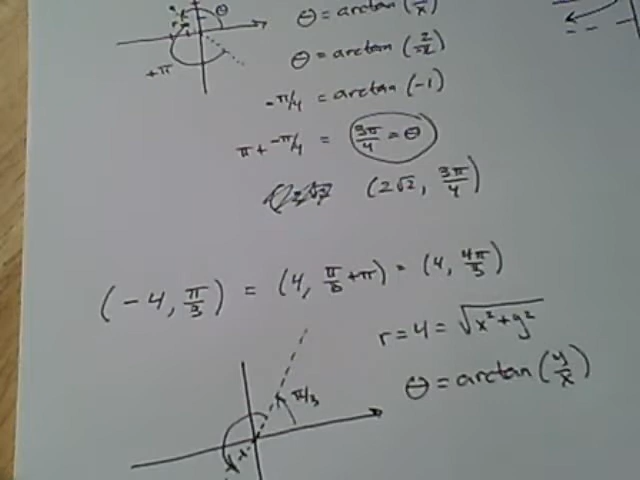 θ
θ = arctan (y/x)
+π
θ = arctan (2/-2)
-π/4 = arctan (-1)
π + -π/4 = 3π/4 = θ
(2√2, 3π/4)
(-4, π/3) = (4, π/3 + π) = (4, 4π/3)
r = 4 = √x² + y²
π/3
θ = arctan (y/x)